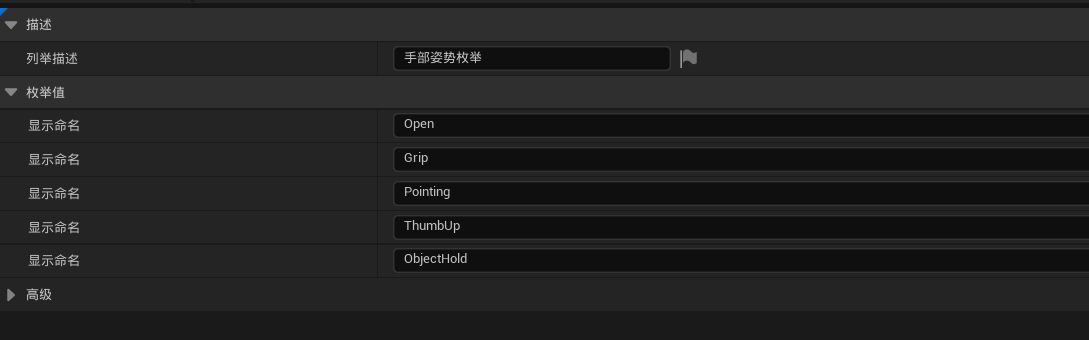 描述
列举描述 手部姿势枚举
枚举值
显示命名 Open
显示命名 Grip
显示命名 Pointing
显示命名 ThumbUp
显示命名 ObjectHold
高级